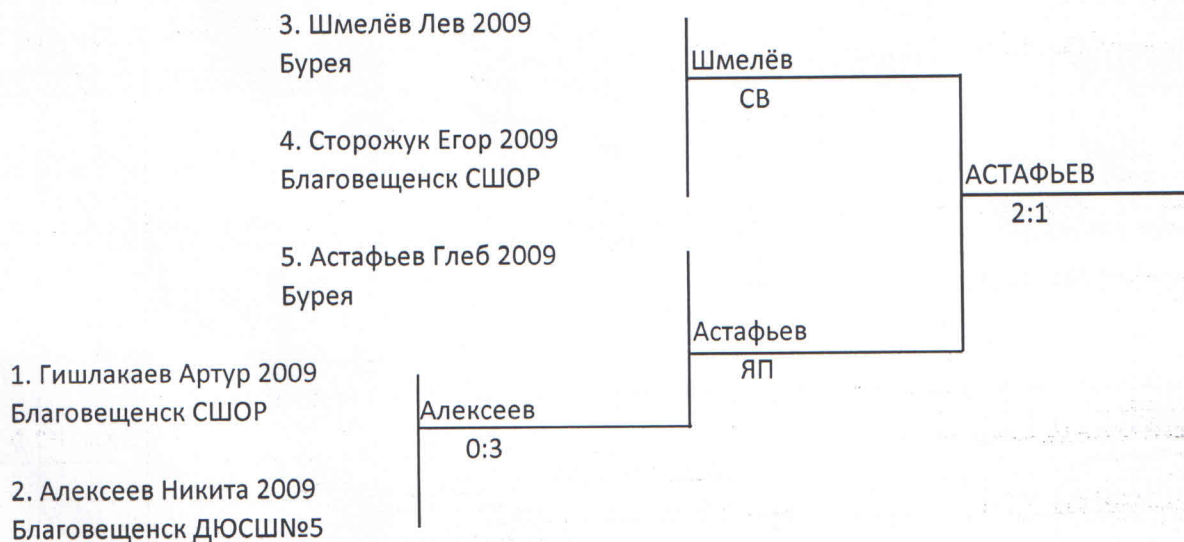 3. Шмелёв Лев 2009
Бурея
Шмелёв
СВ
4. Сторожук Егор 2009
Благовещенск СШОР
АСТАФЬЕВ
2:1
5. Астафьев Глеб 2009
Бурея
Астафьев
ЯП
1. Гишлакаев Артур 2009
Благовещенск СШОР
Алексеев
0:3
2. Алексеев Никита 2009
Благовещенск ДЮСШ№5